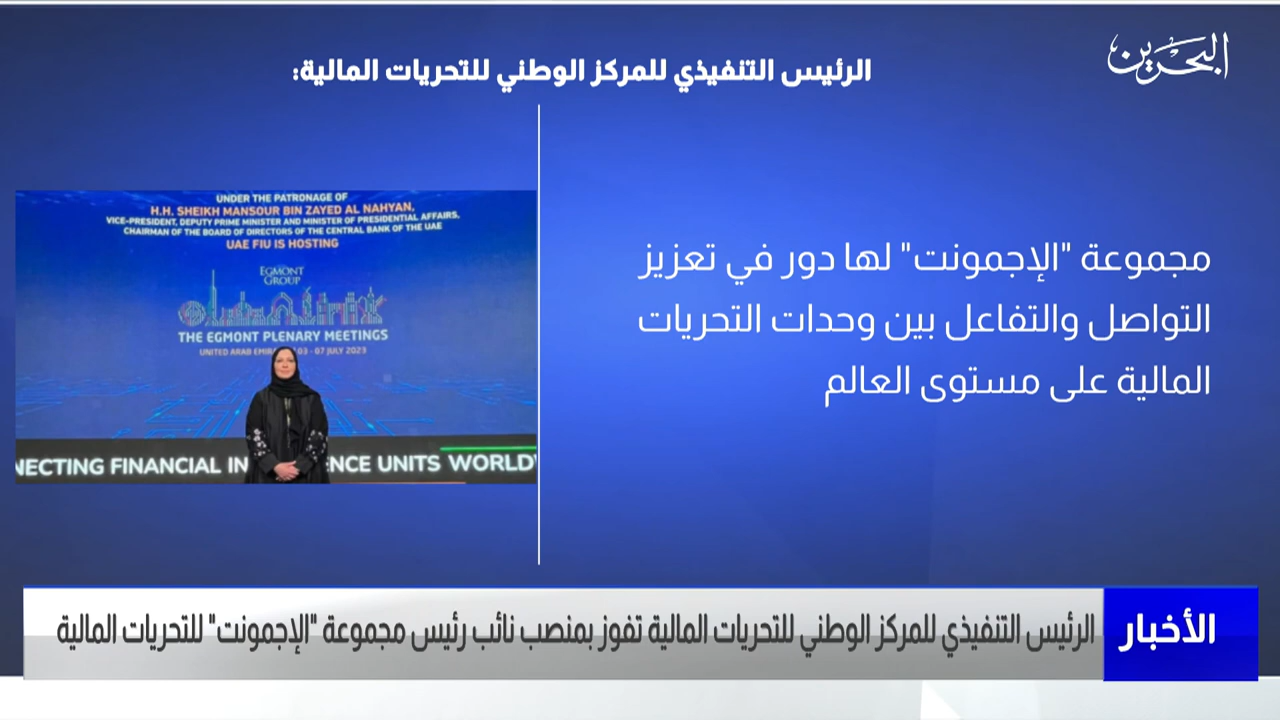 البحرين
الرئيس التنفيذي للمركز الوطني للتحريات المالية:
مجموعة "الإجمونت" لها دور في تعزيز
التواصل والتفاعل بين وحدات التحريات
المالية على مستوى العالم
UNDER THE PATRONAGE OF
H.H. SHEIKH MANSOUR BIN ZAYED AL NAHYAN,
VICE-PRESIDENT, DEPUTY PRIME MINISTER AND MINISTER OF PRESIDENTIAL AFFAIRS,
CHAIRMAN OF THE BOARD OF DIRECTORS OF THE CENTRAL BANK OF THE UAE
UAE FIU IS HOSTING
EGMONT
GROUP
THE EGMONT PLENARY MEETINGS
UNITED ARAB EMIR 03 - 07 JULY 2023
NECTING FINANCIAL IN ENCE UNITS WORLD
الأخبار
الرئيس التنفيذي للمركز الوطني للتحريات المالية تفوز بمنصب نائب رئيس مجموعة "الإجمونت" للتحريات المالية